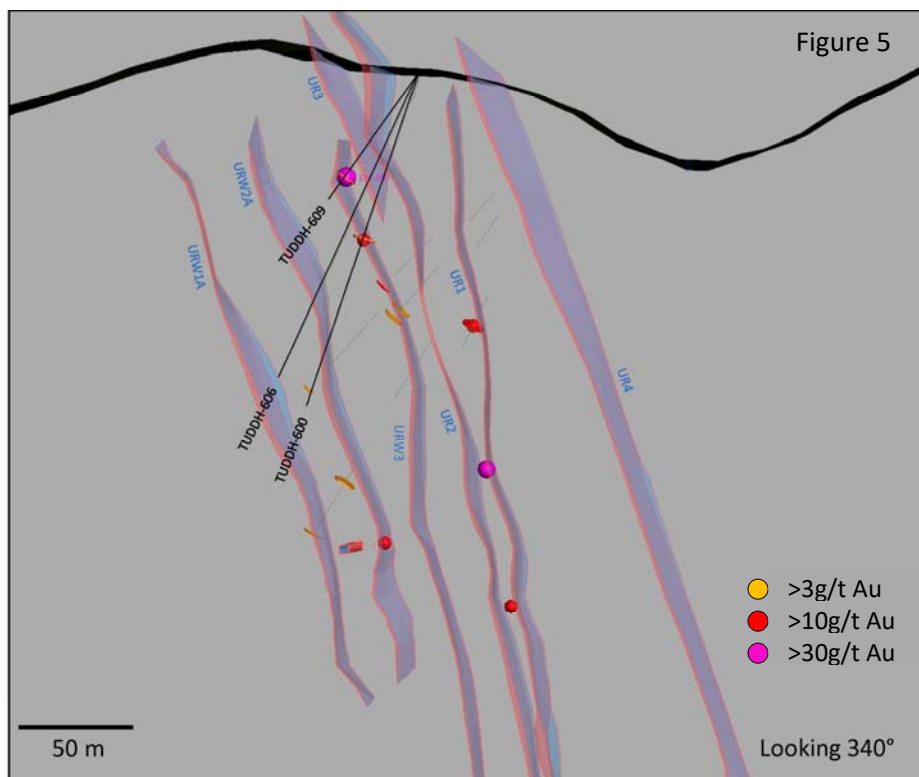 Figure 5
UR3
URW2A
URW1A
TUDDH-609
UR1
UR4
TUDDH-606
TUDDH-600
URW3
UR2
>3g/t Au
>10g/t Au
>30g/t Au
50 m
Looking 340°